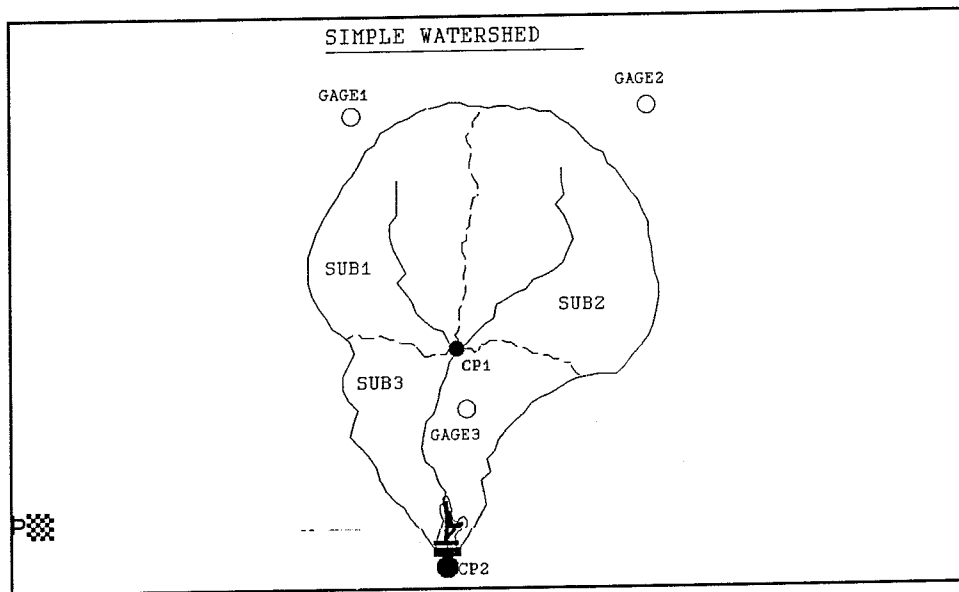 SIMPLE WATERSHED
GAGE1
GAGE2
SUB1
SUB2
CP1
SUB3
GAGE3
P
CP2